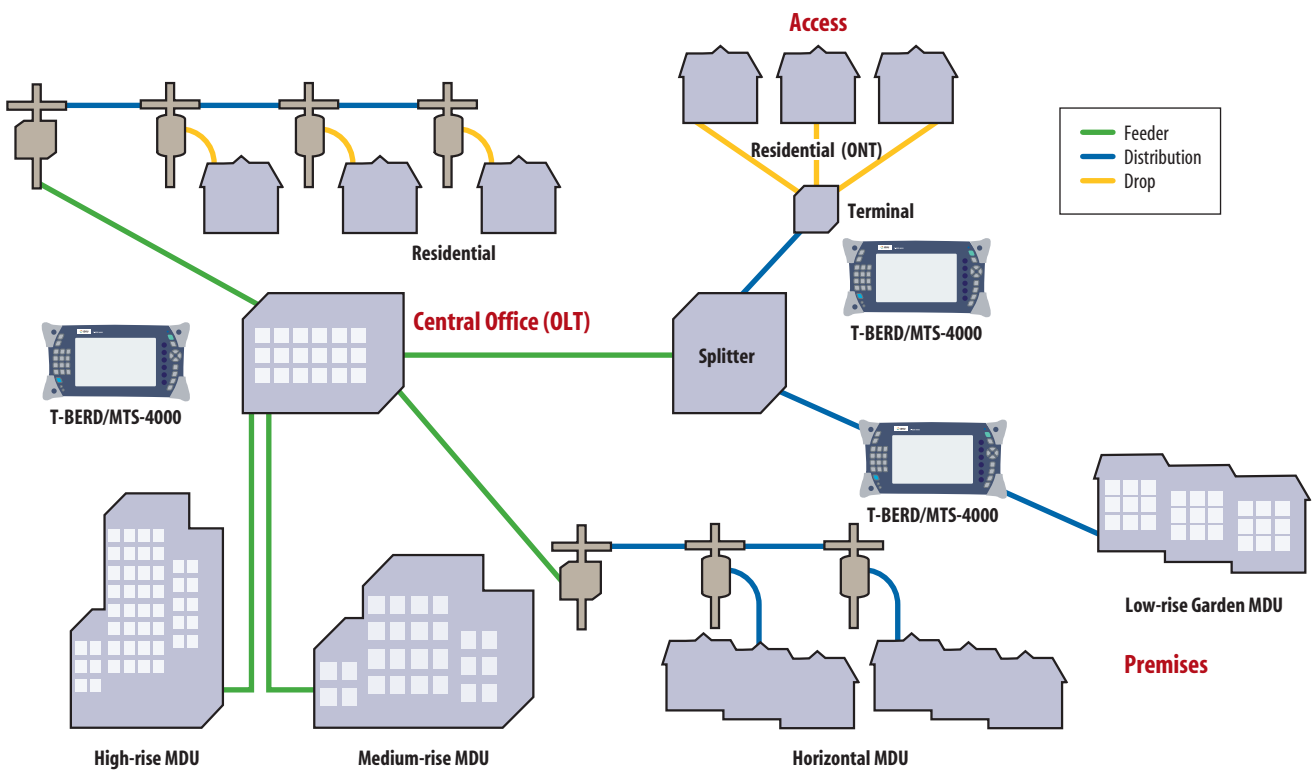 Access
Feeder
Distribution
Drop
Residential (ONT)
Terminal
Residential
Central Office (OLT)
T-BERD/MTS-4000
Splitter
T-BERD/MTS-4000
T-BERD/MTS-4000
Low-rise Garden MDU
Premises
High-rise MDU
Medium-rise MDU
Horizontal MDU